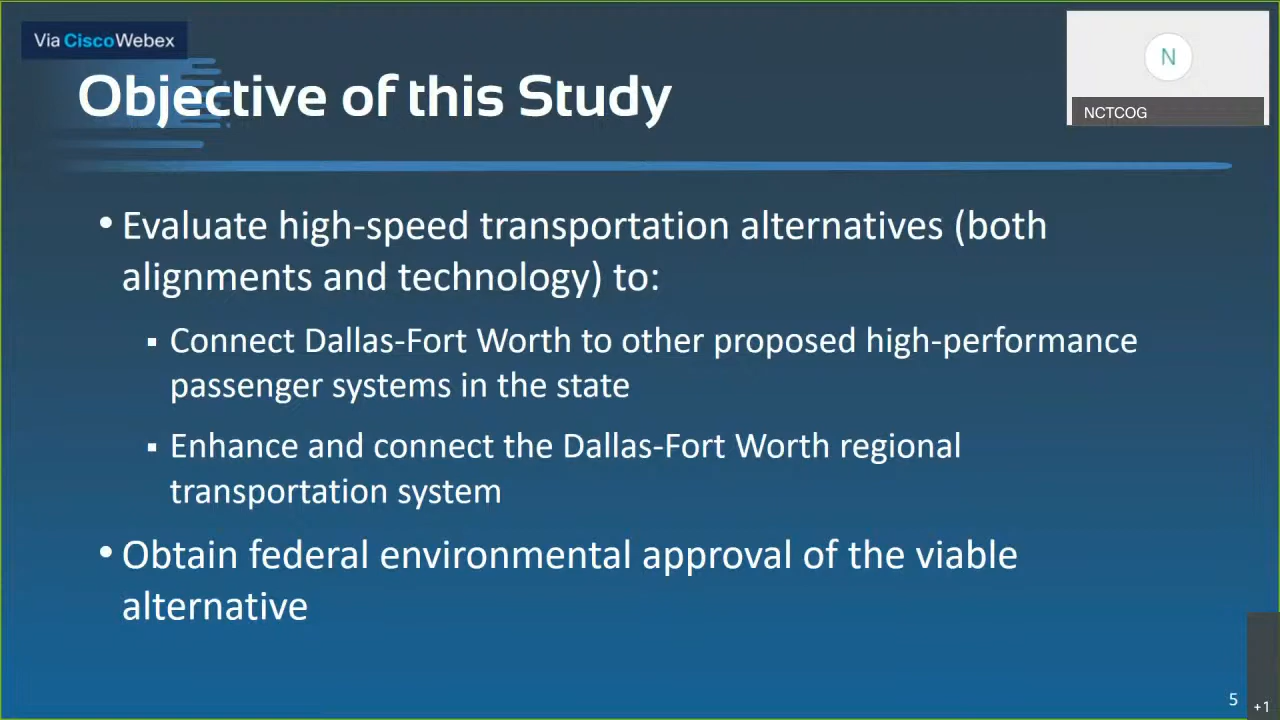 Via CiscoWebex
N
NCTCOG
Objective of this Study
• Evaluate high-speed transportation alternatives (both
alignments and technology) to:
▪ Connect Dallas-Fort Worth to other proposed high-performance
passenger systems in the state
▪ Enhance and connect the Dallas-Fort Worth regional
transportation system
• Obtain federal environmental approval of the viable
alternative
5
+1